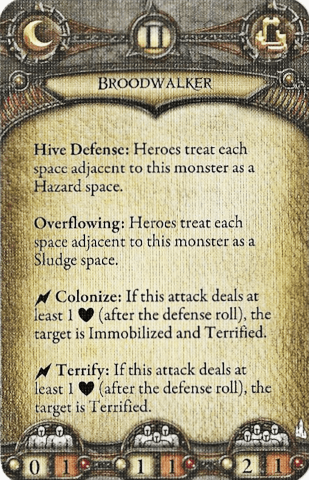 II
BROODWALKER
Hive Defense: Heroes treat each
space adjacent to this monster as a
Hazard space.
Overflowing: Heroes treat each
space adjacent to this monster as a
Sludge space.
Colonize: If this attack deals at
least 1 ♥ (after the defense roll), the
target is Immobilized and Terrified.
Terrify: If this attack deals at
least 1 ♥ (after the defense roll), the
target is Terrified.
0 1 1 1 2 1